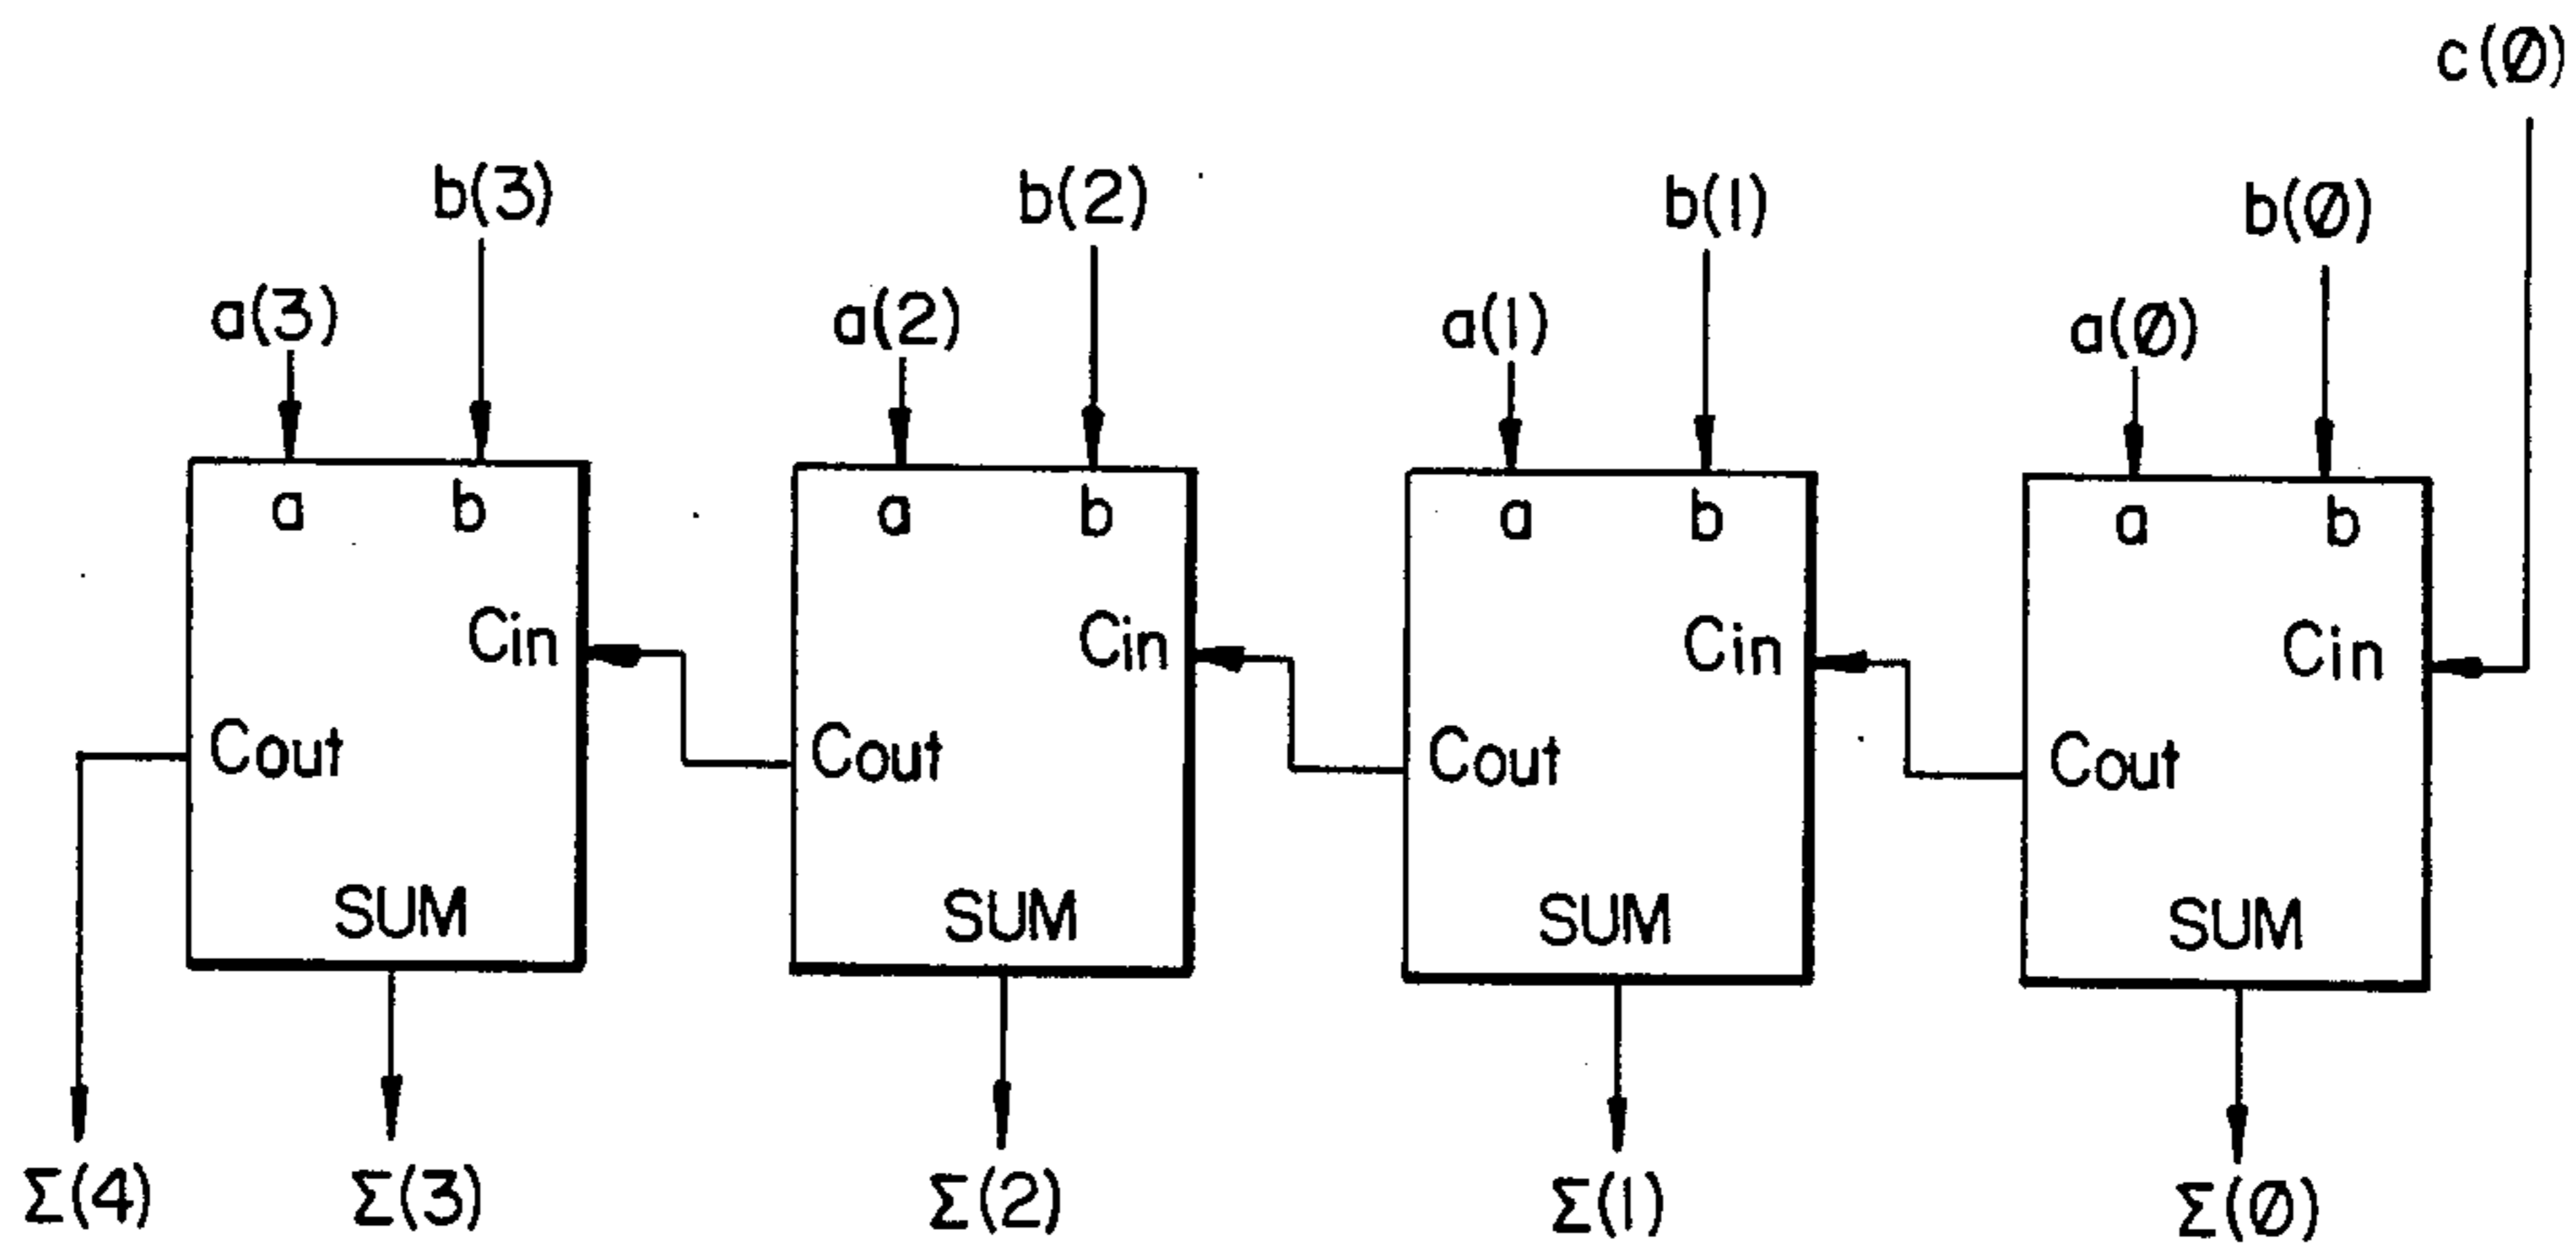 c(Ø)
b(3) b(2) b(1) b(Ø)
a(3) a(2) a(1) a(Ø)
a b a b a b a b
Cin Cin Cin Cin
Cout Cout Cout Cout
SUM SUM SUM SUM
Σ(4) Σ(3) Σ(2) Σ(1) Σ(Ø)